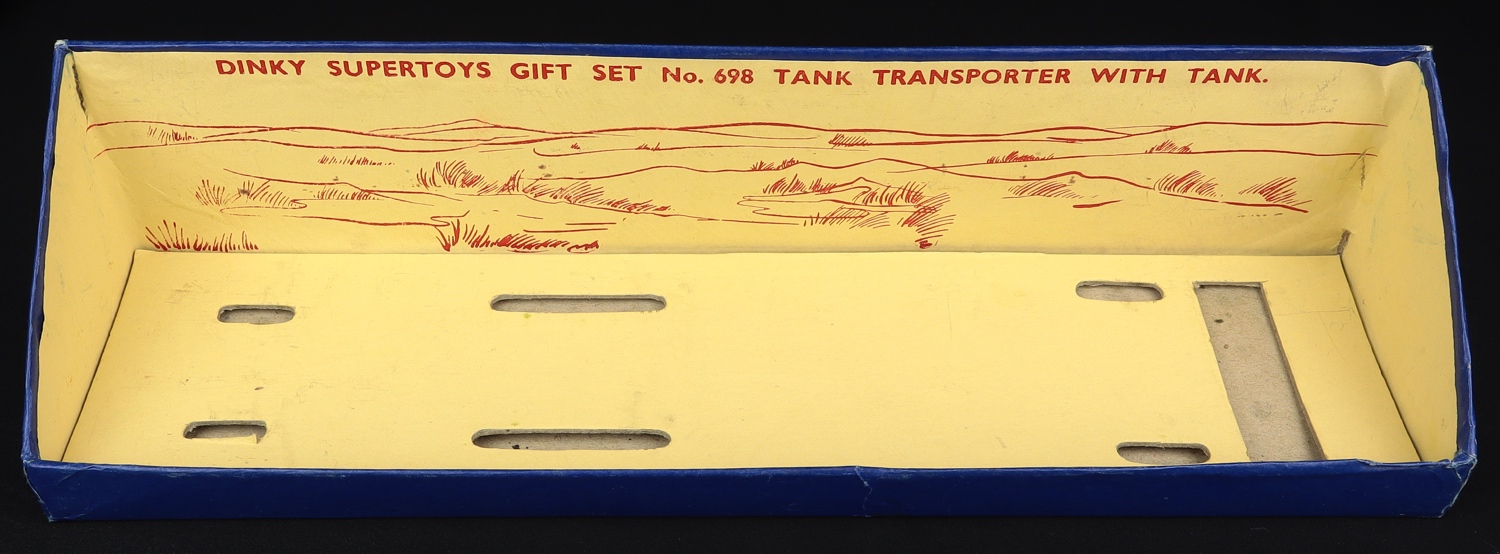 DINKY SUPERTOYS GIFT SET No. 698 TANK TRANSPORTER WITH TANK.